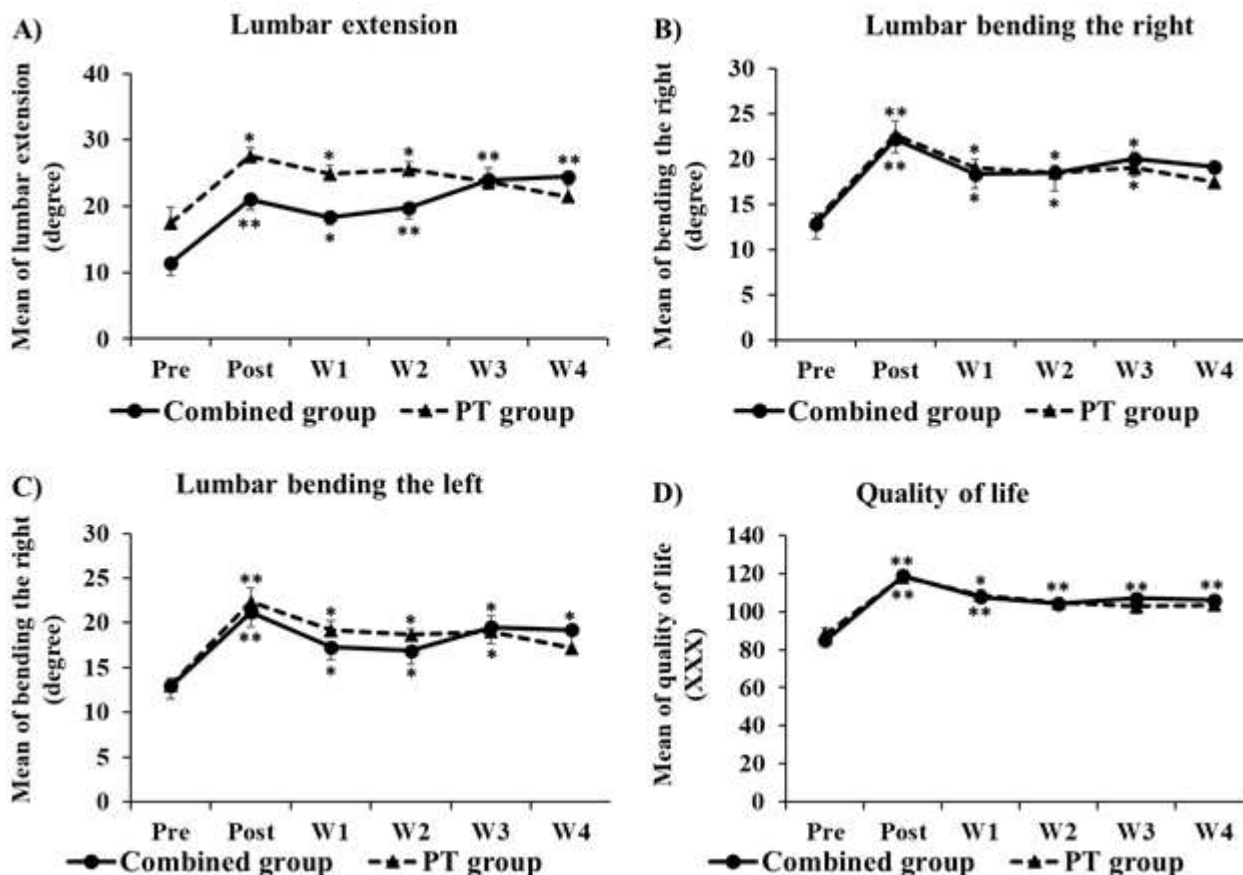 A)
Lumbar extension
Mean of lumbar extension
(degree)
40
30
20
10
0
* * * ** **
** * **
Pre Post W1 W2 W3 W4
Combined group PT group
B)
Lumbar bending the right
Mean of bending the right
(degree)
30
25
20
15
10
5
0
** * * *
** * * *
Pre Post W1 W2 W3 W4
Combined group PT group
C)
Lumbar bending the left
Mean of bending the right
(degree)
30
25
20
15
10
5
0
** * * * *
** * * *
Pre Post W1 W2 W3 W4
Combined group PT group
D)
Quality of life
Mean of quality of life
(XXX)
140
120
100
80
60
40
20
0
** * ** ** **
** **
Pre Post W1 W2 W3 W4
Combined group PT group